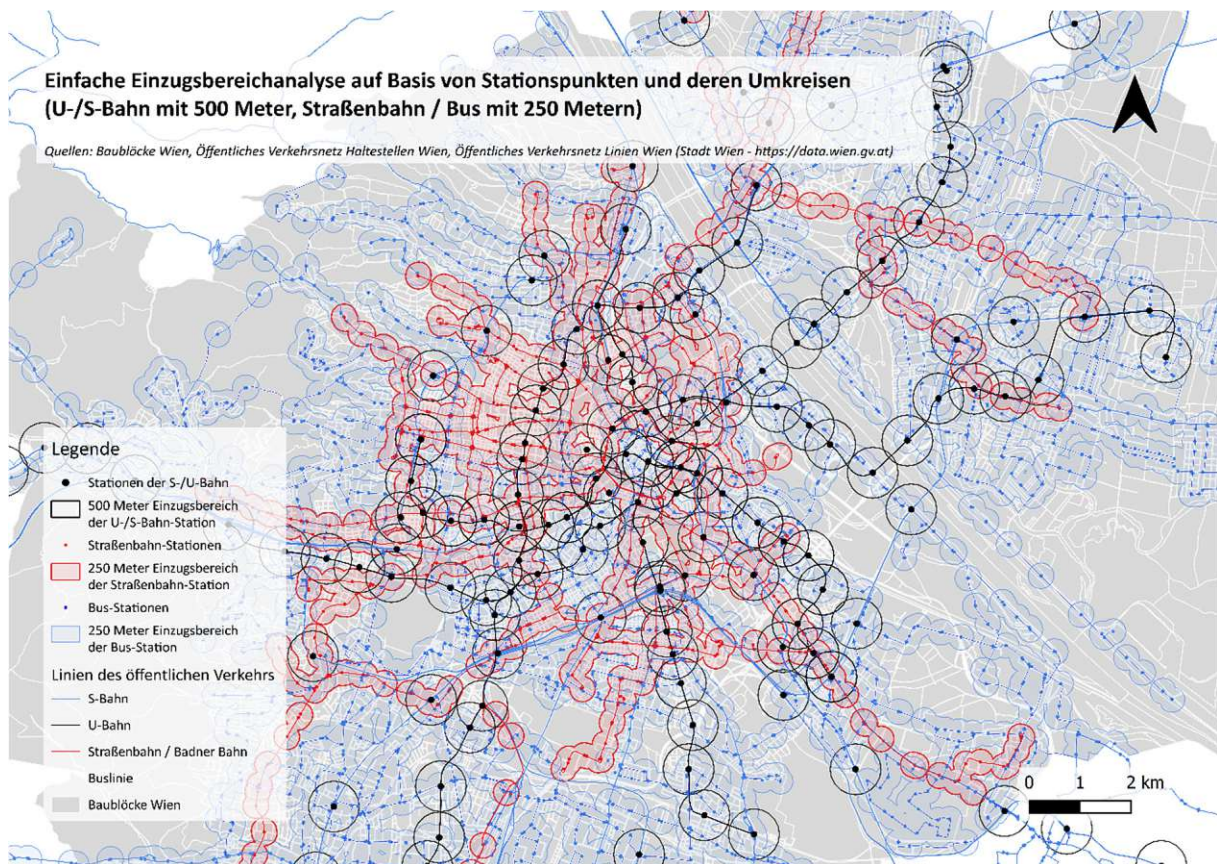 Einfache Einzugsbereichanalyse auf Basis von Stationspunkten und deren Umkreisen
(U-/S-Bahn mit 500 Meter, Straßenbahn / Bus mit 250 Metern)
Quellen: Baublöcke Wien, Öffentliches Verkehrsnetz Haltestellen Wien, Öffentliches Verkehrsnetz Linien Wien (Stadt Wien - https://data.wien.gv.at)
Legende
Stationen der S-/U-Bahn
500 Meter Einzugsbereich
der U-/S-Bahn-Station
Straßenbahn-Stationen
250 Meter Einzugsbereich
der Straßenbahn-Station
Bus-Stationen
250 Meter Einzugsbereich
der Bus-Station
Linien des öffentlichen Verkehrs
S-Bahn
U-Bahn
Straßenbahn / Badner Bahn
Buslinie
Baublöcke Wien
0 1 2 km